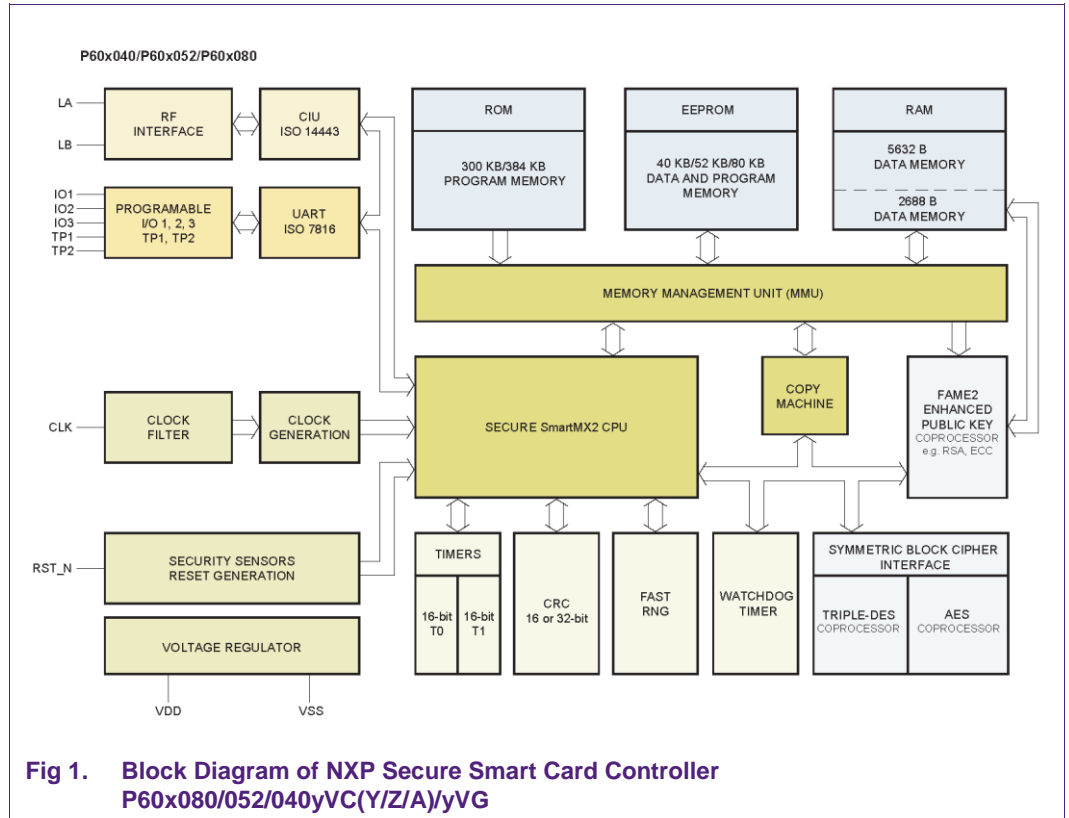 P60x040/P60x052/P60x080
LA
LB
RF
INTERFACE
CIU
ISO 14443
IO1
IO2
IO3
TP1
TP2
PROGRAMABLE
I/O 1, 2, 3
TP1, TP2
UART
ISO 7816
ROM
300 KB/384 KB
PROGRAM MEMORY
EEPROM
40 KB/52 KB/80 KB
DATA AND PROGRAM
MEMORY
RAM
5632 B
DATA MEMORY
2688 B
DATA MEMORY
MEMORY MANAGEMENT UNIT (MMU)
CLK
CLOCK
FILTER
CLOCK
GENERATION
SECURE SmartMX2 CPU
COPY
MACHINE
FAME2
ENHANCED
PUBLIC KEY
COPROCESSOR
e.g. RSA, ECC
RST_N
SECURITY SENSORS
RESET GENERATION
VOLTAGE REGULATOR
VDD
VSS
TIMERS
16-bit
T0
16-bit
T1
CRC
16 or 32-bit
FAST
RNG
WATCHDOG
TIMER
SYMMETRIC BLOCK CIPHER
INTERFACE
TRIPLE-DES
COPROCESSOR
AES
COPROCESSOR
Fig 1. Block Diagram of NXP Secure Smart Card Controller
P60x080/052/040yVC(Y/Z/A)/yVG